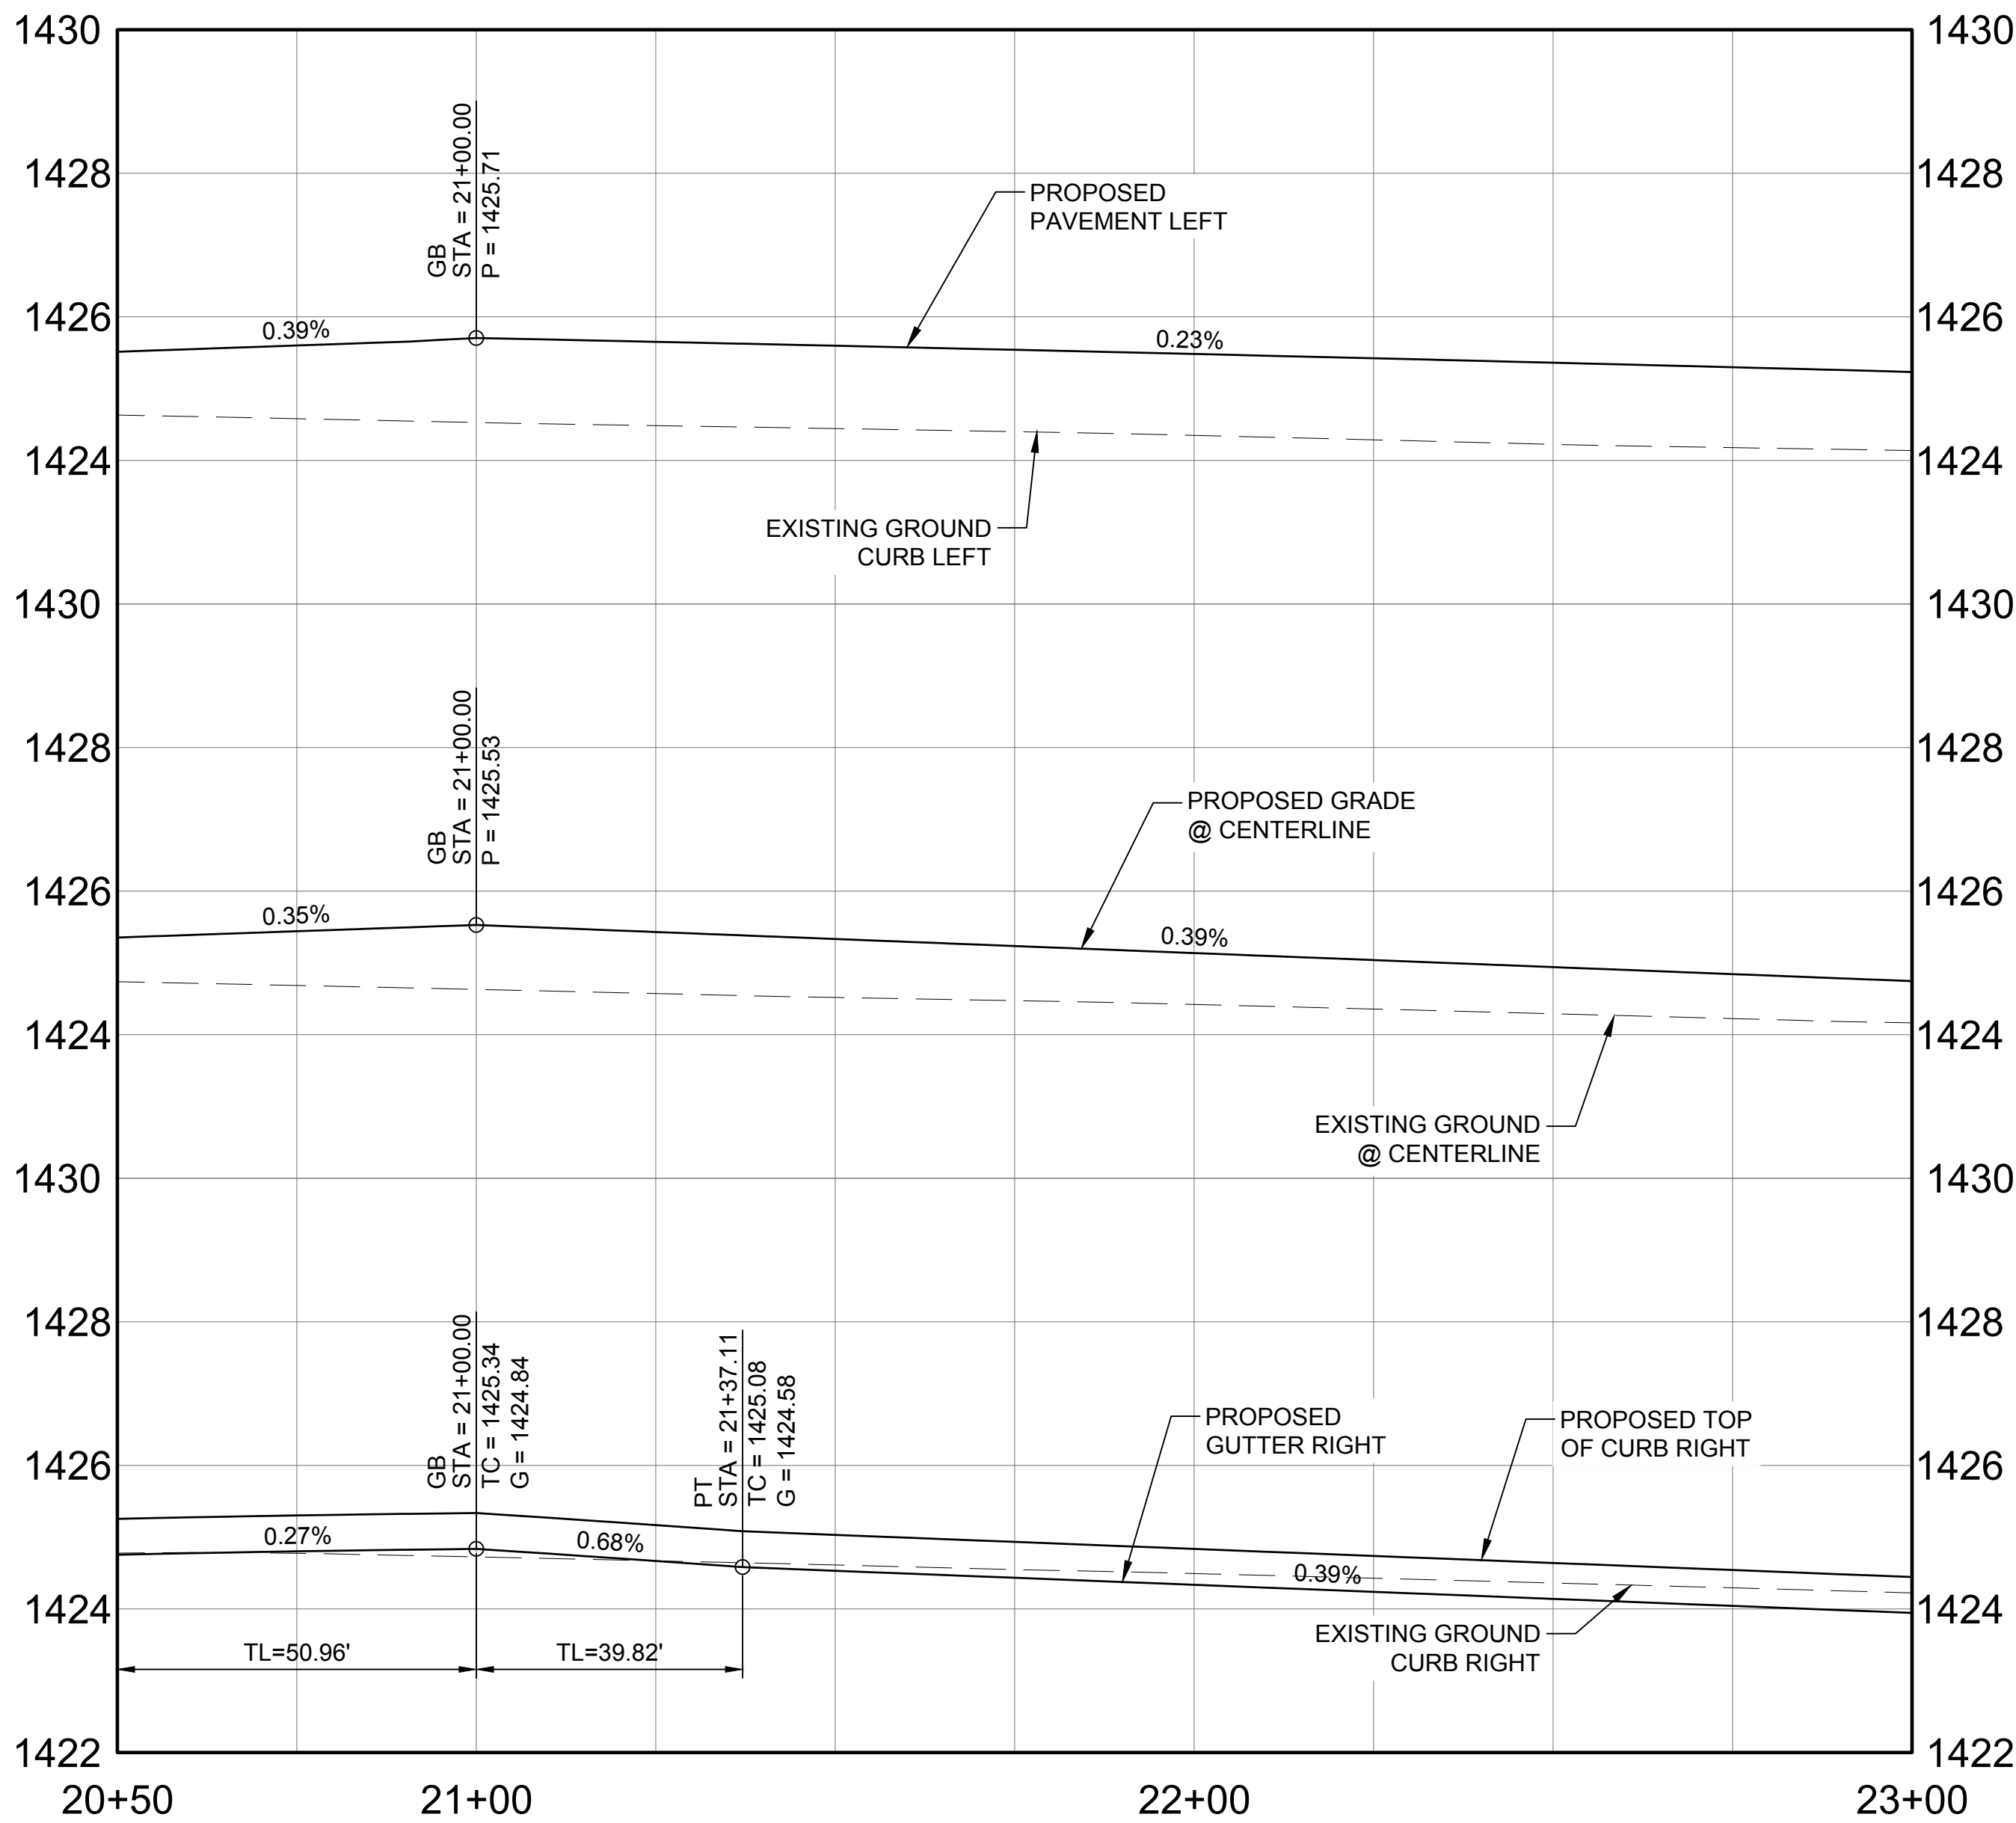 1430
1430
GB
STA = 21+00.00
P = 1425.71
1428
1428
PROPOSED
PAVEMENT LEFT
1426
1426
0.39%
0.23%
1424
1424
EXISTING GROUND
CURB LEFT
1430
1430
GB
STA = 21+00.00
P = 1425.53
1428
1428
PROPOSED GRADE
@ CENTERLINE
1426
1426
0.35%
0.39%
1424
1424
EXISTING GROUND
@ CENTERLINE
1430
1430
1428
1428
GB
STA = 21+00.00
TC = 1425.34
G = 1424.84
PT
STA = 21+37.11
TC = 1425.08
G = 1424.58
PROPOSED
GUTTER RIGHT
PROPOSED TOP
OF CURB RIGHT
1426
1426
0.27%
0.68%
0.39%
1424
1424
EXISTING GROUND
CURB RIGHT
TL=50.96'
TL=39.82'
1422
1422
20+50
21+00
22+00
23+00